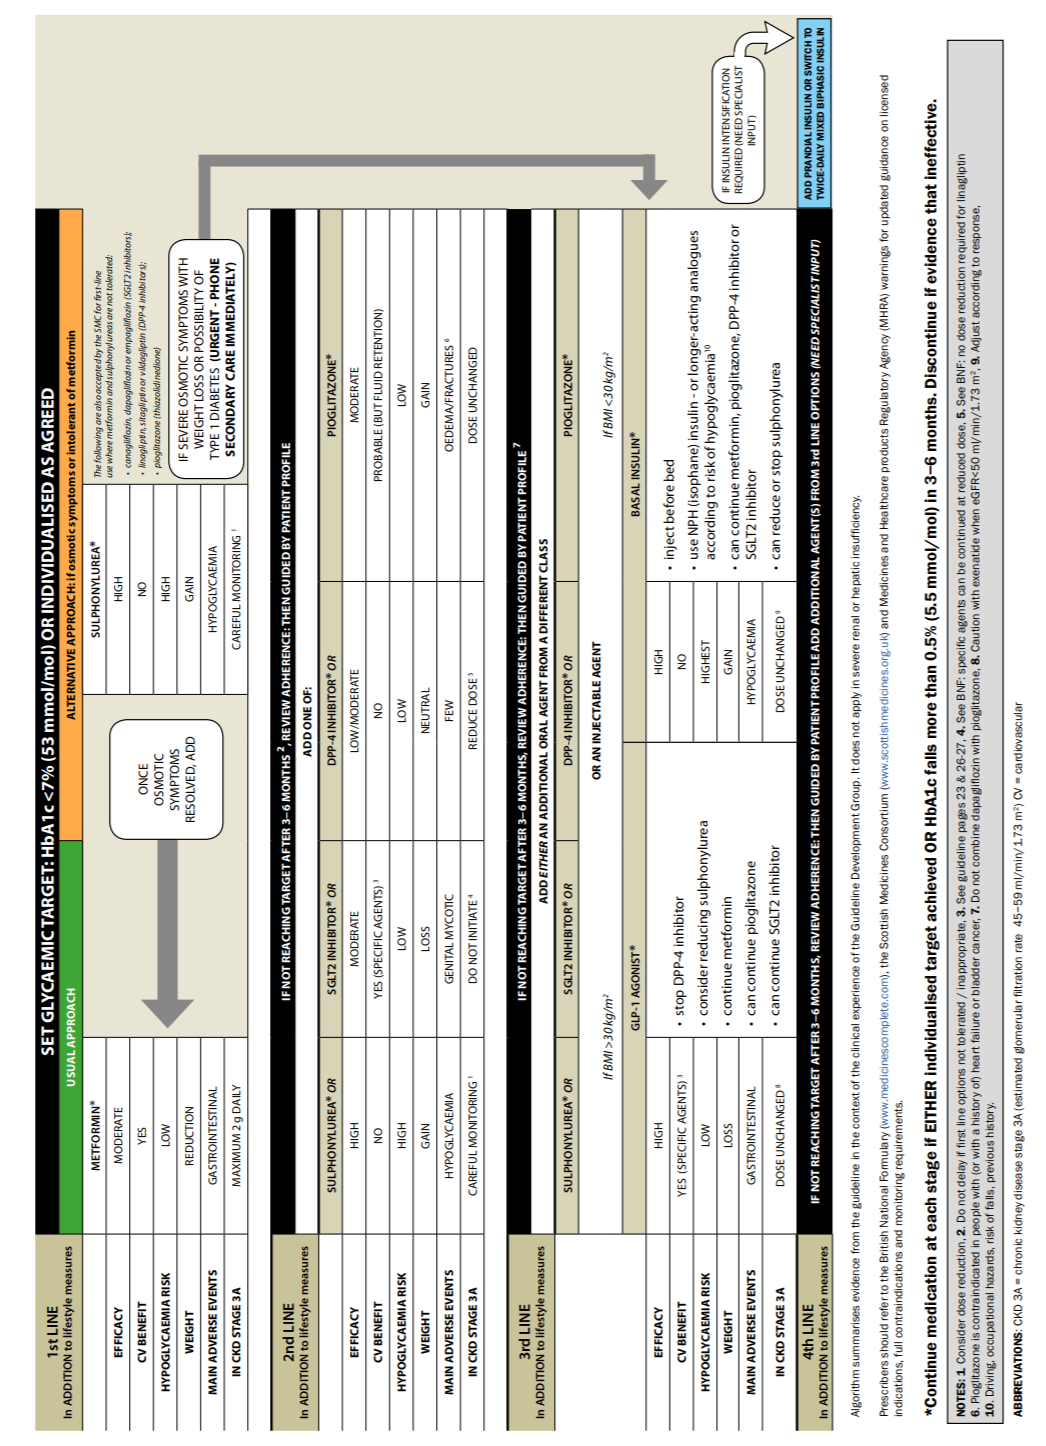 SET GLYCAEMIC TARGET: HbA1c <7% (53 mmol/mol) OR INDIVIDUALISED AS AGREED
1st LINE
In ADDITION to lifestyle measures
USUAL APPROACH
ALTERNATIVE APPROACH: if osmotic symptoms or intolerant of metformin
METFORMIN*
SULPHONYLUREA*
EFFICACY
MODERATE
HIGH
CV BENEFIT
YES
NO
HYPOGLYCAEMIA RISK
LOW
HIGH
WEIGHT
REDUCTION
GAIN
MAIN ADVERSE EVENTS
GASTROINTESTINAL
HYPOGLYCAEMIA
IN CKD STAGE 3A
MAXIMUM 2 g DAILY
CAREFUL MONITORING 1
ONCE
OSMOTIC
SYMPTOMS
RESOLVED, ADD
The following are also accepted by the SMC for first-line
use where metformin and sulphonylureas are not tolerated:
• canagliflozin, dapagliflozin or empagliflozin (SGLT2 inhibitors);
• linagliptin, sitagliptin or vildagliptin (DPP-4 inhibitors);
• pioglitazone (thiazolidinedione)
IF SEVERE OSMOTIC SYMPTOMS WITH
WEIGHT LOSS OR POSSIBILITY OF
TYPE 1 DIABETES (URGENT - PHONE
SECONDARY CARE IMMEDIATELY)
2nd LINE
In ADDITION to lifestyle measures
IF NOT REACHING TARGET AFTER 3–6 MONTHS 2, REVIEW ADHERENCE: THEN GUIDED BY PATIENT PROFILE
ADD ONE OF:
SULPHONYLUREA* OR
SGLT2 INHIBITOR* OR
DPP-4 INHIBITOR* OR
PIOGLITAZONE*
EFFICACY
HIGH
MODERATE
LOW/MODERATE
MODERATE
CV BENEFIT
NO
YES (SPECIFIC AGENTS) 3
NO
PROBABLE (BUT FLUID RETENTION)
HYPOGLYCAEMIA RISK
HIGH
LOW
LOW
LOW
WEIGHT
GAIN
LOSS
NEUTRAL
GAIN
MAIN ADVERSE EVENTS
HYPOGLYCAEMIA
GENITAL MYCOTIC
FEW
OEDEMA/FRACTURES 6
IN CKD STAGE 3A
CAREFUL MONITORING 1
DO NOT INITIATE 4
REDUCE DOSE 5
DOSE UNCHANGED
3rd LINE
In ADDITION to lifestyle measures
IF NOT REACHING TARGET AFTER 3–6 MONTHS, REVIEW ADHERENCE: THEN GUIDED BY PATIENT PROFILE 7
ADD EITHER AN ADDITIONAL ORAL AGENT FROM A DIFFERENT CLASS
SULPHONYLUREA* OR
SGLT2 INHIBITOR* OR
DPP-4 INHIBITOR* OR
PIOGLITAZONE*
OR AN INJECTABLE AGENT
If BMI >30 kg/m2
If BMI <30 kg/m2
GLP-1 AGONIST*
BASAL INSULIN*
EFFICACY
HIGH
HIGH
CV BENEFIT
YES (SPECIFIC AGENTS) 3
NO
HYPOGLYCAEMIA RISK
LOW
HIGHEST
WEIGHT
LOSS
GAIN
MAIN ADVERSE EVENTS
GASTROINTESTINAL
HYPOGLYCAEMIA
IN CKD STAGE 3A
DOSE UNCHANGED 8
DOSE UNCHANGED 9
• stop DPP-4 inhibitor
• consider reducing sulphonylurea
• continue metformin
• can continue pioglitazone
• can continue SGLT2 inhibitor
• inject before bed
• use NPH (isophane) insulin - or longer-acting analogues
according to risk of hypoglycaemia10
• can continue metformin, pioglitazone, DPP-4 inhibitor or
SGLT2 inhibitor
• can reduce or stop sulphonylurea
IF INSULIN INTENSIFICATION
REQUIRED (NEED SPECIALIST
INPUT)
4th LINE
In ADDITION to lifestyle measures
IF NOT REACHING TARGET AFTER 3–6 MONTHS, REVIEW ADHERENCE: THEN GUIDED BY PATIENT PROFILE ADD ADDITIONAL AGENT(S) FROM 3rd LINE OPTIONS (NEED SPECIALIST INPUT)
ADD PRANDIAL INSULIN OR SWITCH TO
TWICE-DAILY MIXED BIPHASIC INSULIN
Algorithm summarises evidence from the guideline in the context of the clinical experience of the Guideline Development Group. It does not apply in severe renal or hepatic insufficiency.
Prescribers should refer to the British National Formulary (www.medicinescomplete.com), the Scottish Medicines Consortium (www.scottishmedicines.org.uk) and Medicines and Healthcare products Regulatory Agency (MHRA) warnings for updated guidance on licensed
indications, full contraindications and monitoring requirements.
*Continue medication at each stage if EITHER individualised target achieved OR HbA1c falls more than 0.5% (5.5 mmol/mol) in 3–6 months. Discontinue if evidence that ineffective.
NOTES: 1. Consider dose reduction, 2. Do not delay if first line options not tolerated / inappropriate, 3. See guideline pages 23 & 26-27, 4. See BNF: specific agents can be continued at reduced dose, 5. See BNF: no dose reduction required for linagliptin
6. Pioglitazone is contraindicated in people with (or with a history of) heart failure or bladder cancer, 7. Do not combine dapagliflozin with pioglitazone, 8. Caution with exenatide when eGFR<50 ml/min/1.73 m2, 9. Adjust according to response,
10. Driving, occupational hazards, risk of falls, previous history.
ABBREVIATIONS: CKD 3A = chronic kidney disease stage 3A (estimated glomerular filtration rate 45–59 ml/min/1.73 m2) CV = cardiovascular